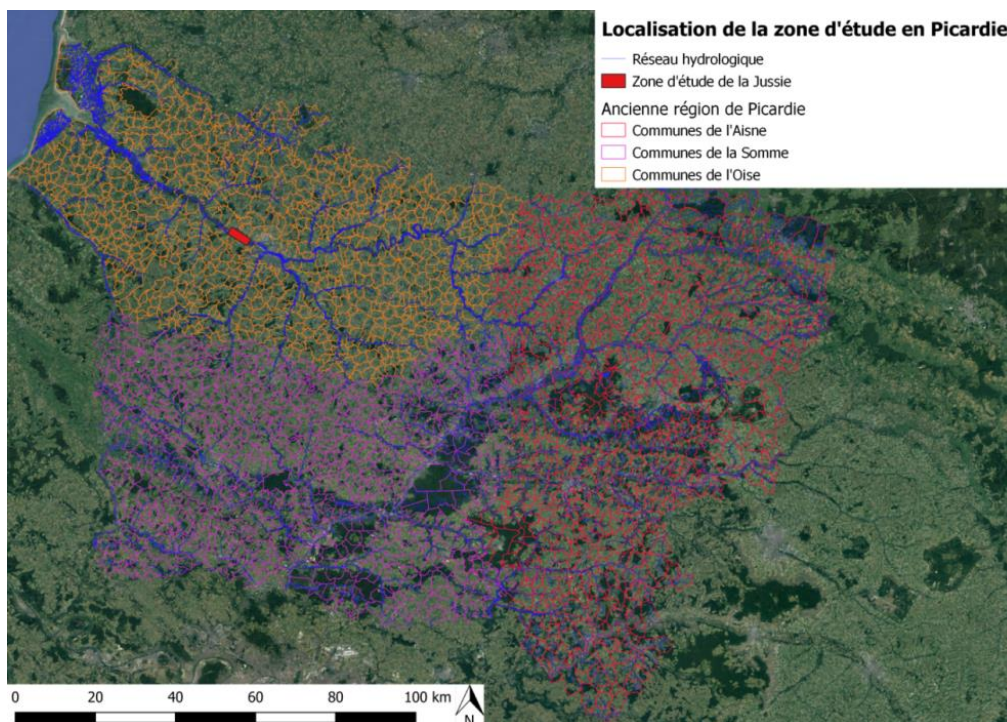 Localisation de la zone d'étude en Picardie
Réseau hydrologique
Zone d'étude de la Jussie
Ancienne région de Picardie
Communes de l'Aisne
Communes de la Somme
Communes de l'Oise
0 20 40 60 80 100 km
N